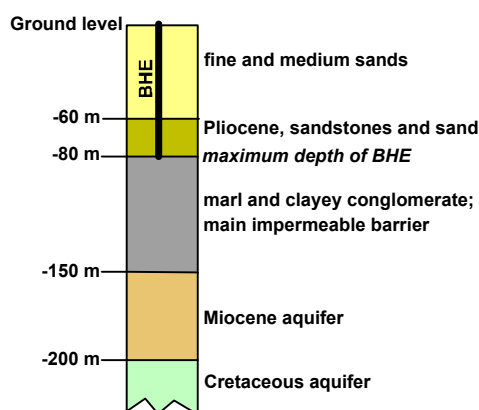 Ground level
BHE
fine and medium sands
-60 m
Pliocene, sandstones and sand
-80 m
maximum depth of BHE
marl and clayey conglomerate;
main impermeable barrier
-150 m
Miocene aquifer
-200 m
Cretaceous aquifer